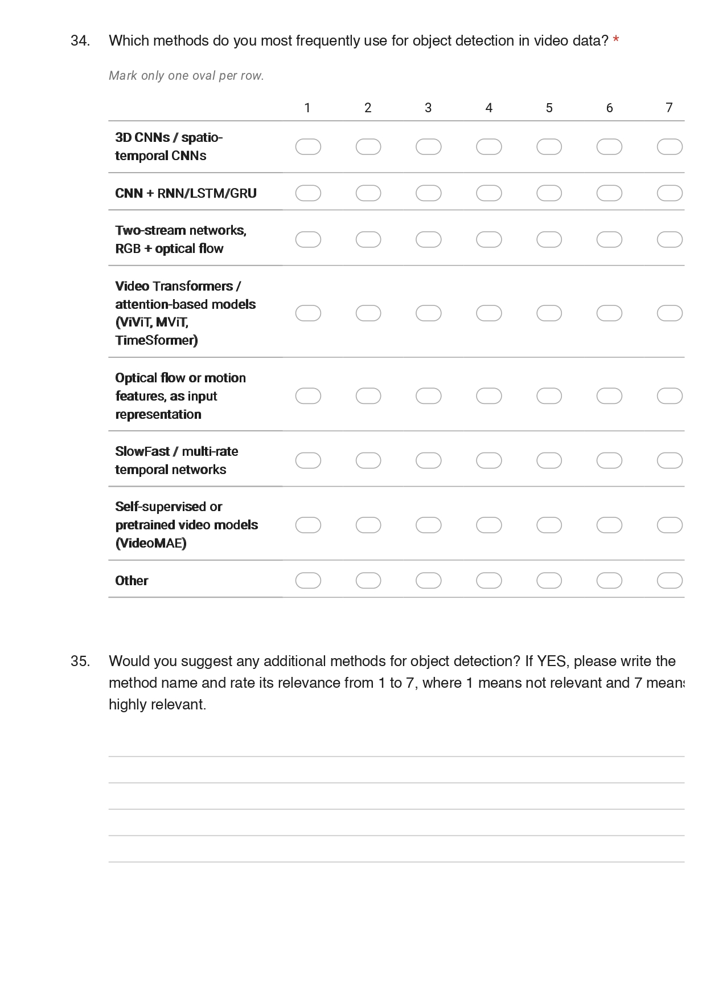 34. Which methods do you most frequently use for object detection in video data? *
Mark only one oval per row.
1 2 3 4 5 6 7
3D CNNs / spatio-
temporal CNNs
CNN + RNN/LSTM/GRU
Two-stream networks,
RGB + optical flow
Video Transformers /
attention-based models
(ViViT, MViT,
TimeSformer)
Optical flow or motion
features, as input
representation
SlowFast / multi-rate
temporal networks
Self-supervised or
pretrained video models
(VideoMAE)
Other
35. Would you suggest any additional methods for object detection? If YES, please write the
method name and rate its relevance from 1 to 7, where 1 means not relevant and 7 means
highly relevant.